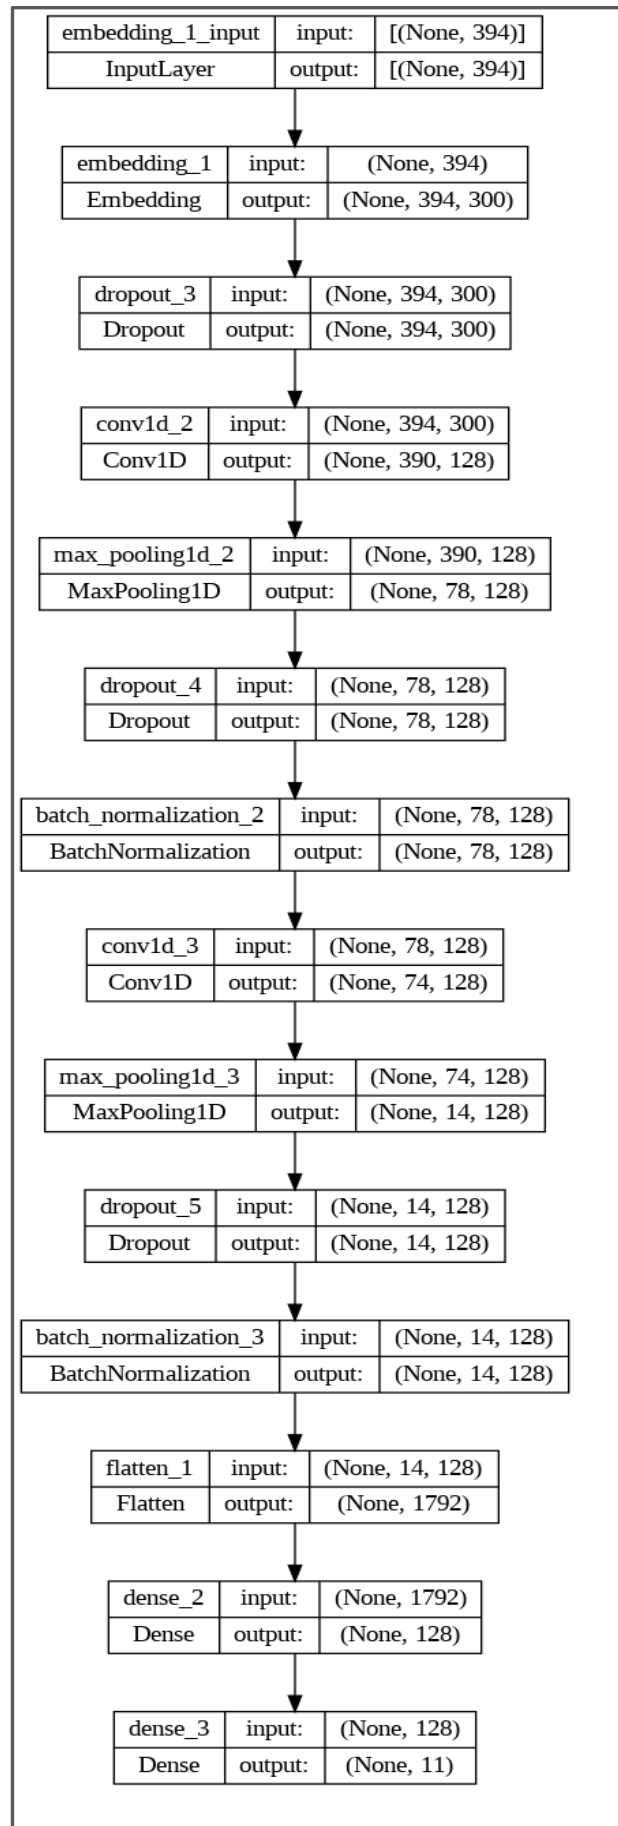 embedding_1_input input: [(None, 394)]
InputLayer output: [(None, 394)]
embedding_1 input: (None, 394)
Embedding output: (None, 394, 300)
dropout_3 input: (None, 394, 300)
Dropout output: (None, 394, 300)
conv1d_2 input: (None, 394, 300)
Conv1D output: (None, 390, 128)
max_pooling1d_2 input: (None, 390, 128)
MaxPooling1D output: (None, 78, 128)
dropout_4 input: (None, 78, 128)
Dropout output: (None, 78, 128)
batch_normalization_2 input: (None, 78, 128)
BatchNormalization output: (None, 78, 128)
conv1d_3 input: (None, 78, 128)
Conv1D output: (None, 74, 128)
max_pooling1d_3 input: (None, 74, 128)
MaxPooling1D output: (None, 14, 128)
dropout_5 input: (None, 14, 128)
Dropout output: (None, 14, 128)
batch_normalization_3 input: (None, 14, 128)
BatchNormalization output: (None, 14, 128)
flatten_1 input: (None, 14, 128)
Flatten output: (None, 1792)
dense_2 input: (None, 1792)
Dense output: (None, 128)
dense_3 input: (None, 128)
Dense output: (None, 11)